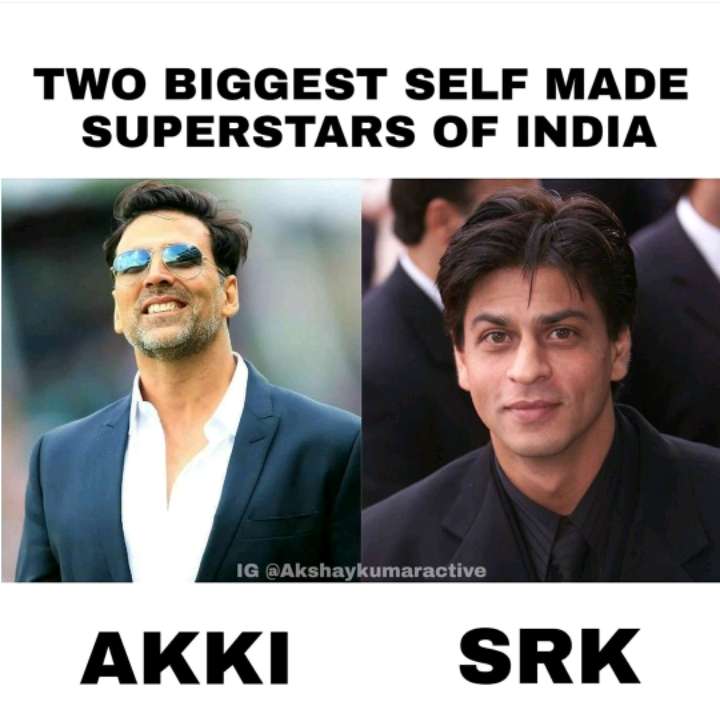 TWO BIGGEST SELF MADE
SUPERSTARS OF INDIA
IG @Akshaykumaractive
AKKI SRK